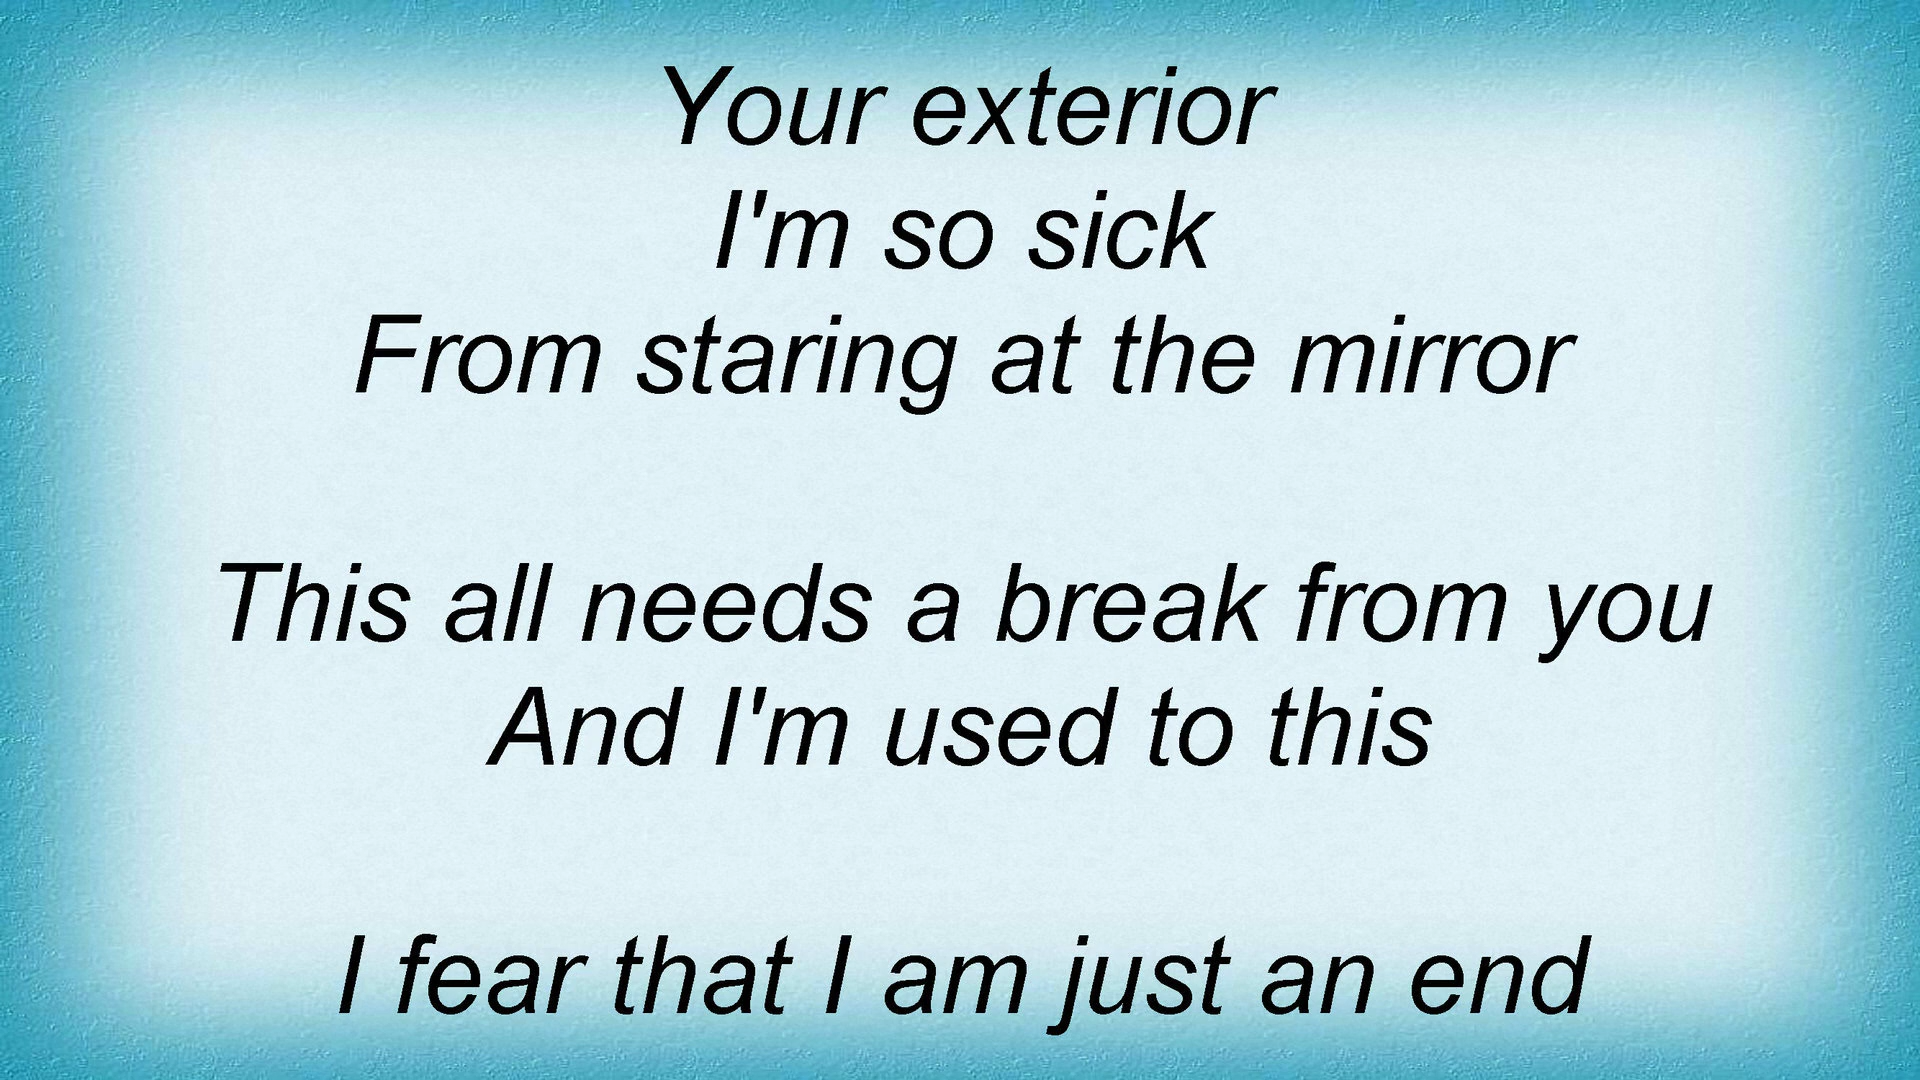 Your exterior
I'm so sick
From staring at the mirror
This all needs a break from you
And I'm used to this
I fear that I am just an end